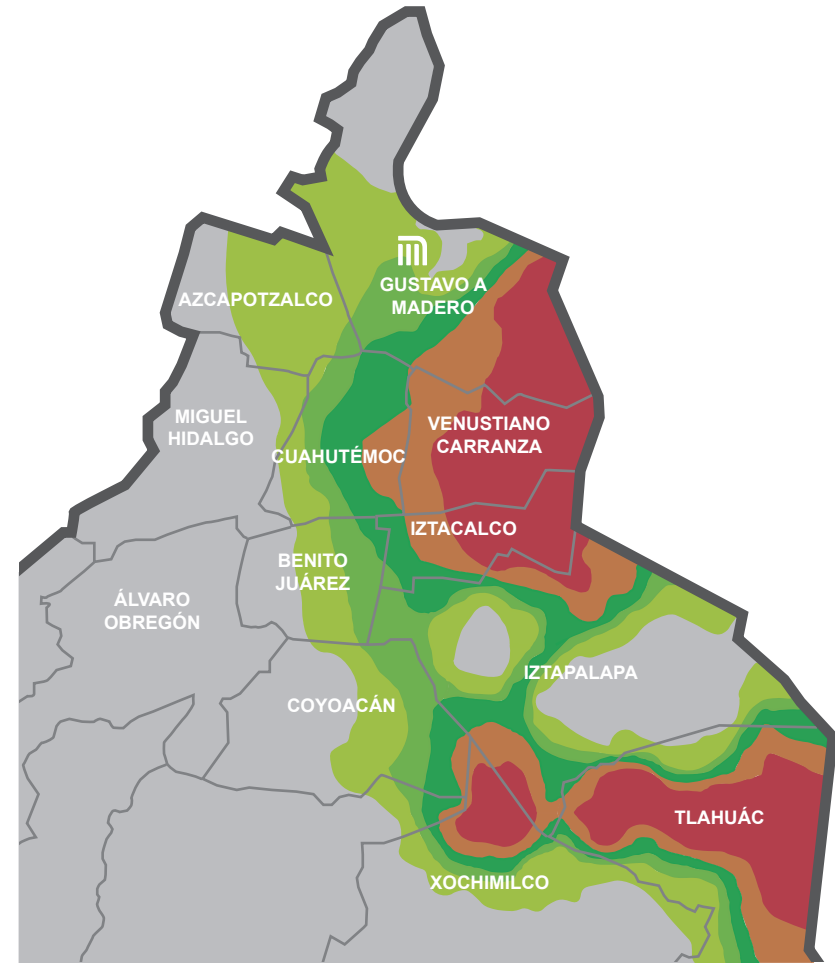 GUSTAVO A
MADERO
AZCAPOTZALCO
MIGUEL
HIDALGO
VENUSTIANO
CARRANZA
CUAHUTÉMOC
IZTACALCO
BENITO
JUÁREZ
ÁLVARO
OBREGÓN
IZTAPALAPA
COYOACÁN
TLAHUÁC
XOCHIMILCO